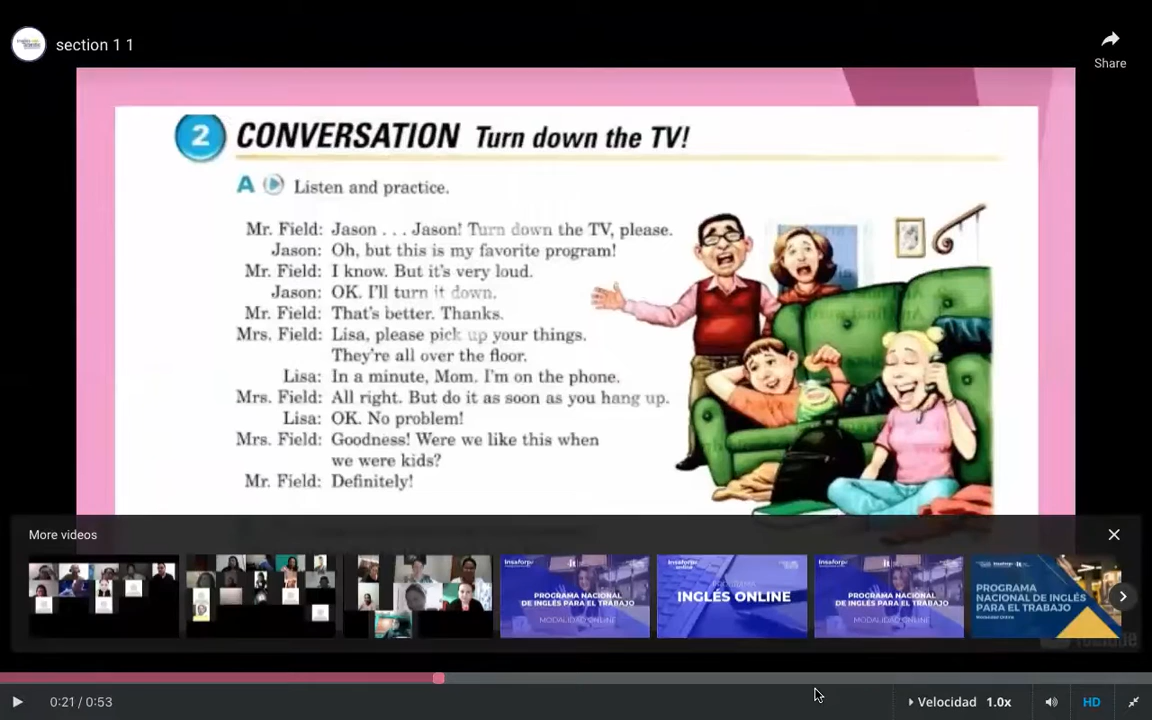 section 1 1
Share
2 CONVERSATION Turn down the TV!
A Listen and practice.
Mr. Field: Jason . . . Jason! Turn down the TV, please.
Jason: Oh, but this is my favorite program!
Mr. Field: I know. But it's very loud.
Jason: OK. I'll turn it down.
Mr. Field: That's better. Thanks.
Mrs. Field: Lisa, please pick up your things.
They're all over the floor.
Lisa: In a minute, Mom. I'm on the phone.
Mrs. Field: All right. But do it as soon as you hang up.
Lisa: OK. No problem!
Mrs. Field: Goodness! Were we like this when
we were kids?
Mr. Field: Definitely!
More videos
PROGRAMA NACIONAL
DE INGLÉS PARA EL TRABAJO
MODALIDAD ONLINE
PROGRAMA
INGLÉS ONLINE
PROGRAMA NACIONAL
DE INGLÉS PARA EL TRABAJO
MODALIDAD ONLINE
PROGRAMA
NACIONAL DE INGLÉS
PARA EL TRABAJO
0:21 / 0:53
Velocidad 1.0x
HD